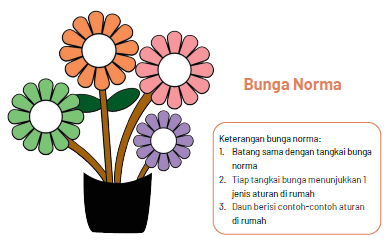 Bunga Norma
Keterangan bunga norma:
1. Batang sama dengan tangkai bunga
norma
2. Tiap tangkai bunga menunjukkan 1
jenis aturan di rumah
3. Daun berisi contoh-contoh aturan
di rumah